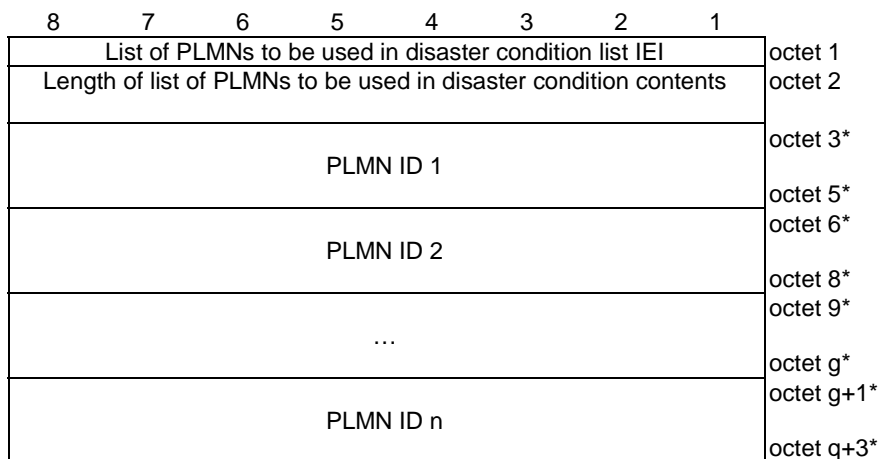 8 7 6 5 4 3 2 1
List of PLMNs to be used in disaster condition list IEI octet 1
Length of list of PLMNs to be used in disaster condition contents octet 2
octet 3*
PLMN ID 1
octet 5*
octet 6*
PLMN ID 2
octet 8*
octet 9*
…
octet g*
octet g+1*
PLMN ID n
octet g+3*